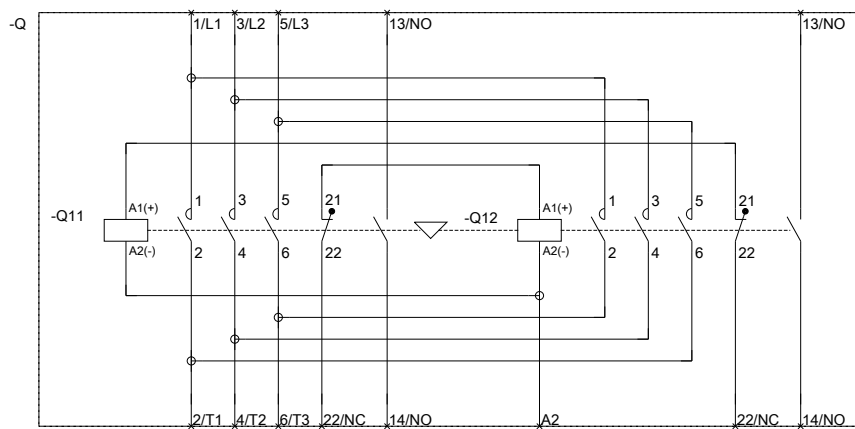 -Q 1/L1 3/L2 5/L3 13/NO 13/NO
1 3 5 21 1 3 5 21
-Q11 A1(+) -Q12 A1(+)
A2(-) A2(-)
2 4 6 22 2 4 6 22
2/T1 4/T2 6/T3 22/NC 14/NO A2 22/NC 14/NO